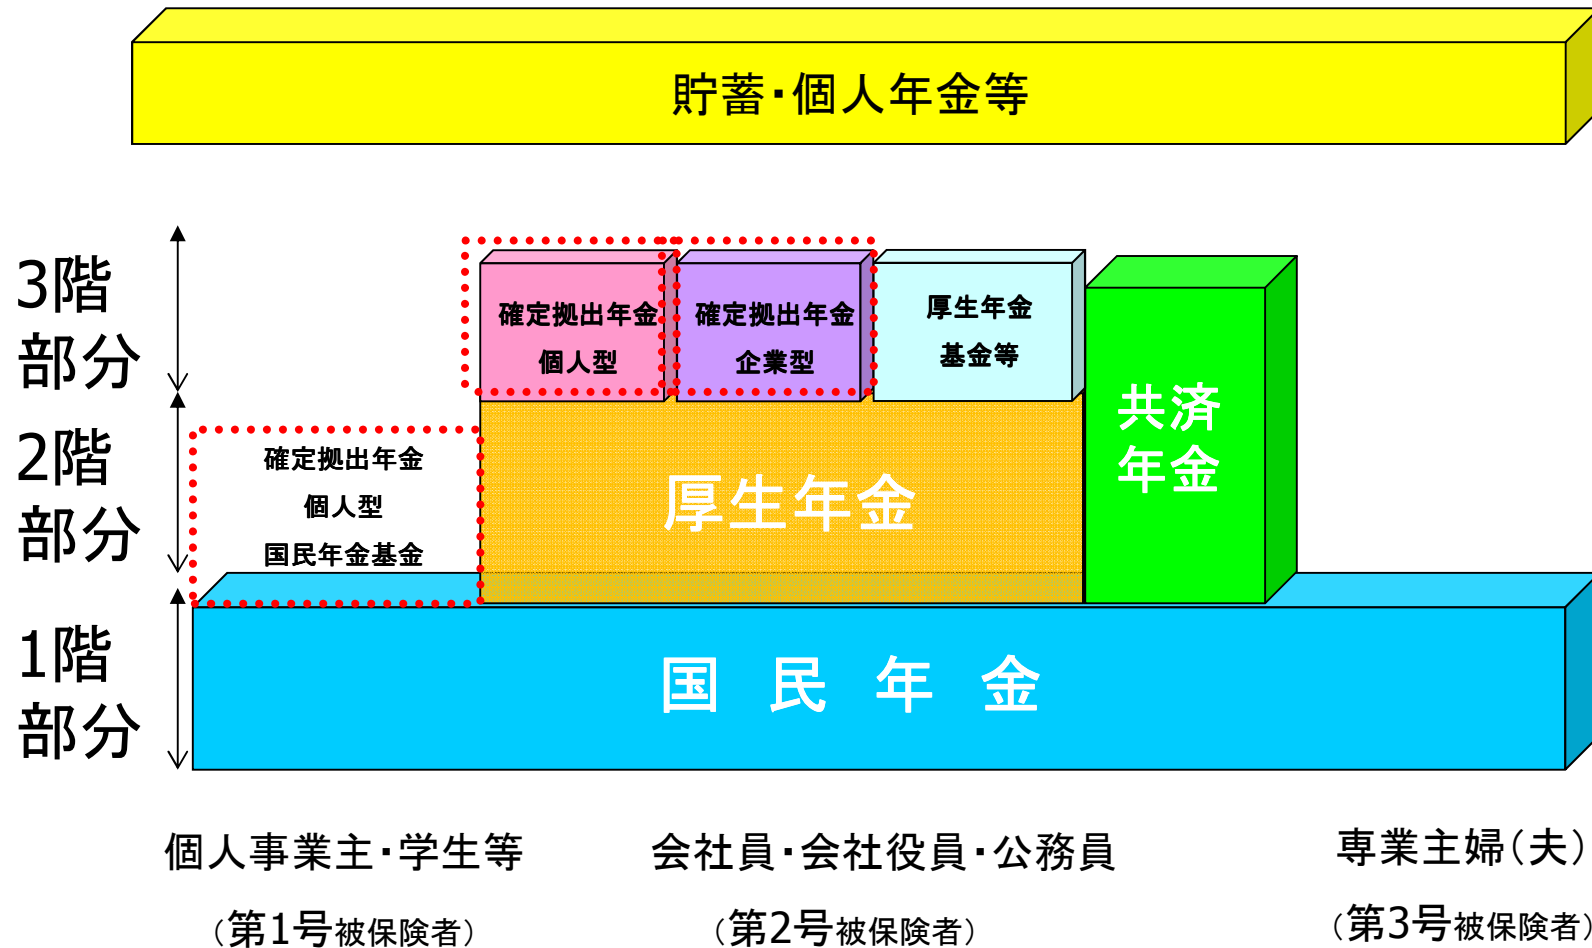 貯蓄・個人年金等
3階
部分
確定拠出年金
個人型
確定拠出年金
企業型
厚生年金
基金等
共済
年金
2階
部分
確定拠出年金
個人型
国民年金基金
厚生年金
1階
部分
国民年金
個人事業主・学生等
（第1号被保険者）
会社員・会社役員・公務員
（第2号被保険者）
専業主婦（夫）
（第3号被保険者）